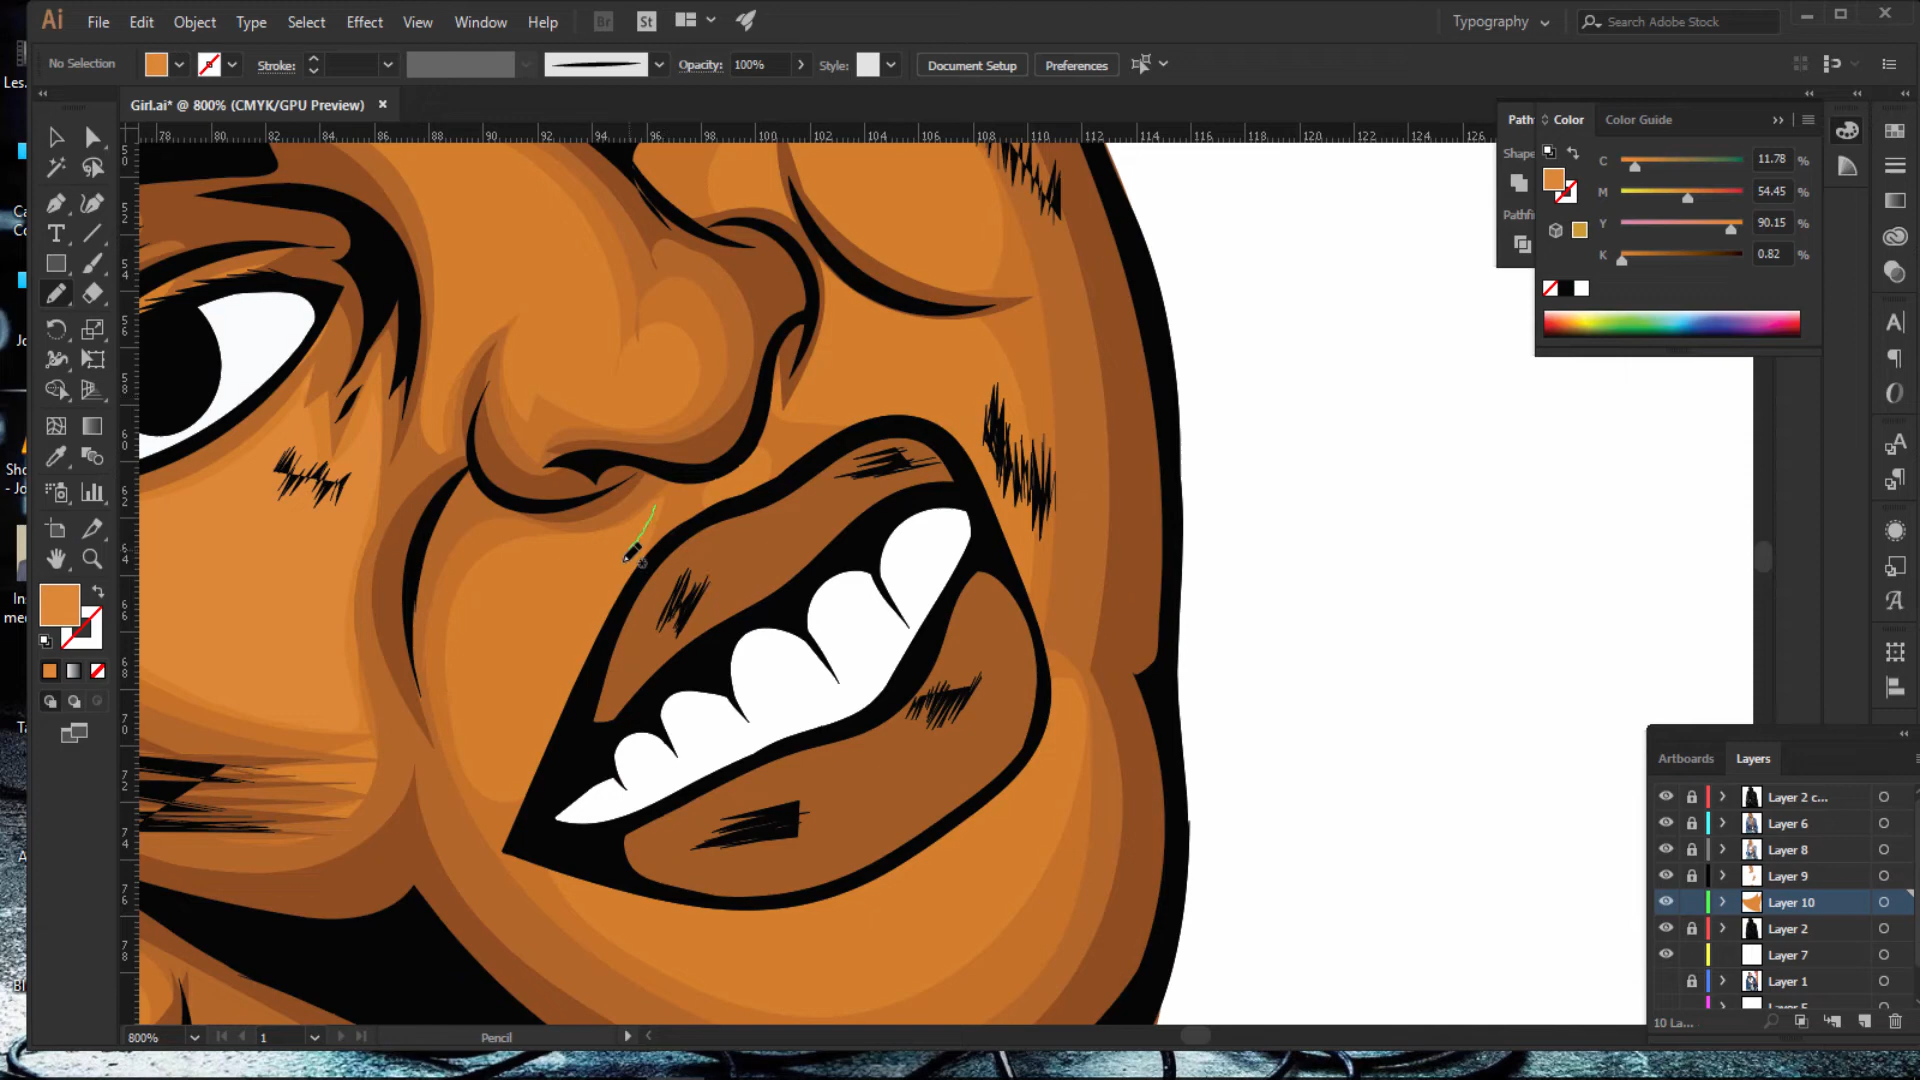 Ai File Edit Object Type Select Effect View Window Help Br St Typography Search Adobe Stock
No Selection Stroke: Opacity: 100% Style: Document Setup Preferences
Girl.ai* @ 800% (CMYK/GPU Preview) ×
78 80 82 84 86 88 90 92 94 96 98 100 102 104 106 108 110 112 114 116 118 120 122 124 126
Color Color Guide
C 11.78 %
M 54.45 %
Y 90.15 %
K 0.82 %
Artboards Layers
Layer 2 c...
Layer 6
Layer 8
Layer 9
Layer 10
Layer 2
Layer 7
Layer 1
10 La...
800% 1 Pencil